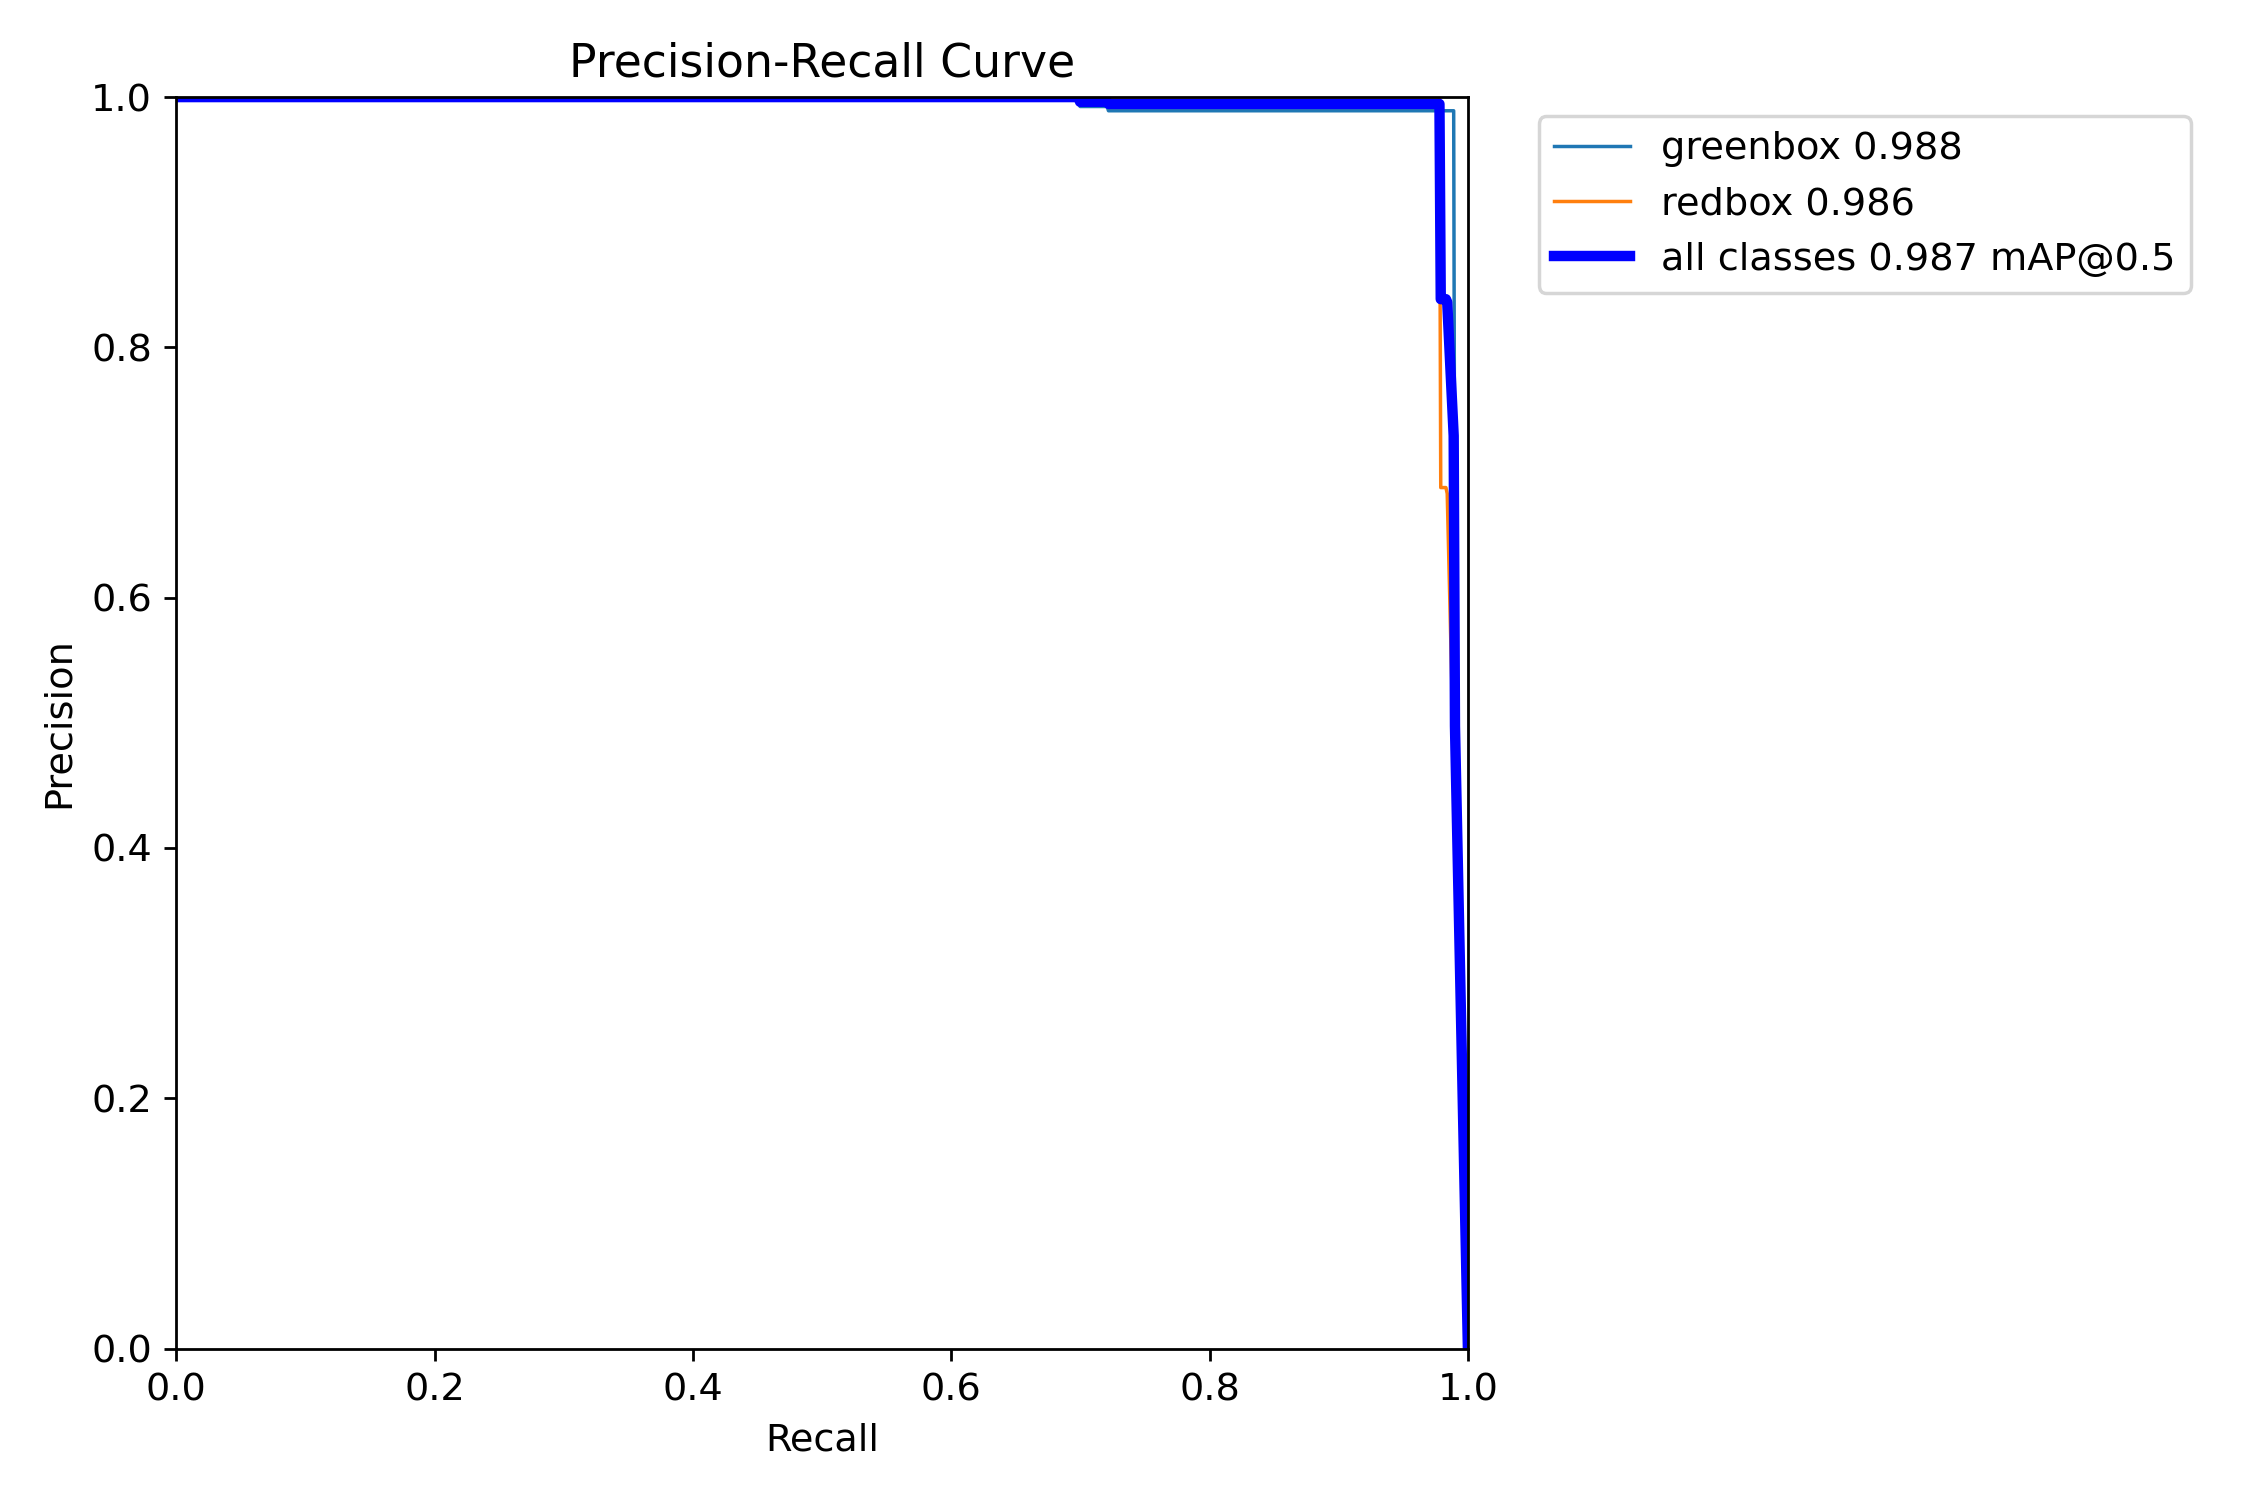 Precision-Recall Curve
greenbox 0.988
redbox 0.986
all classes 0.987 mAP@0.5
Precision
1.0
0.8
0.6
0.4
0.2
0.0
0.0 0.2 0.4 0.6 0.8 1.0
Recall